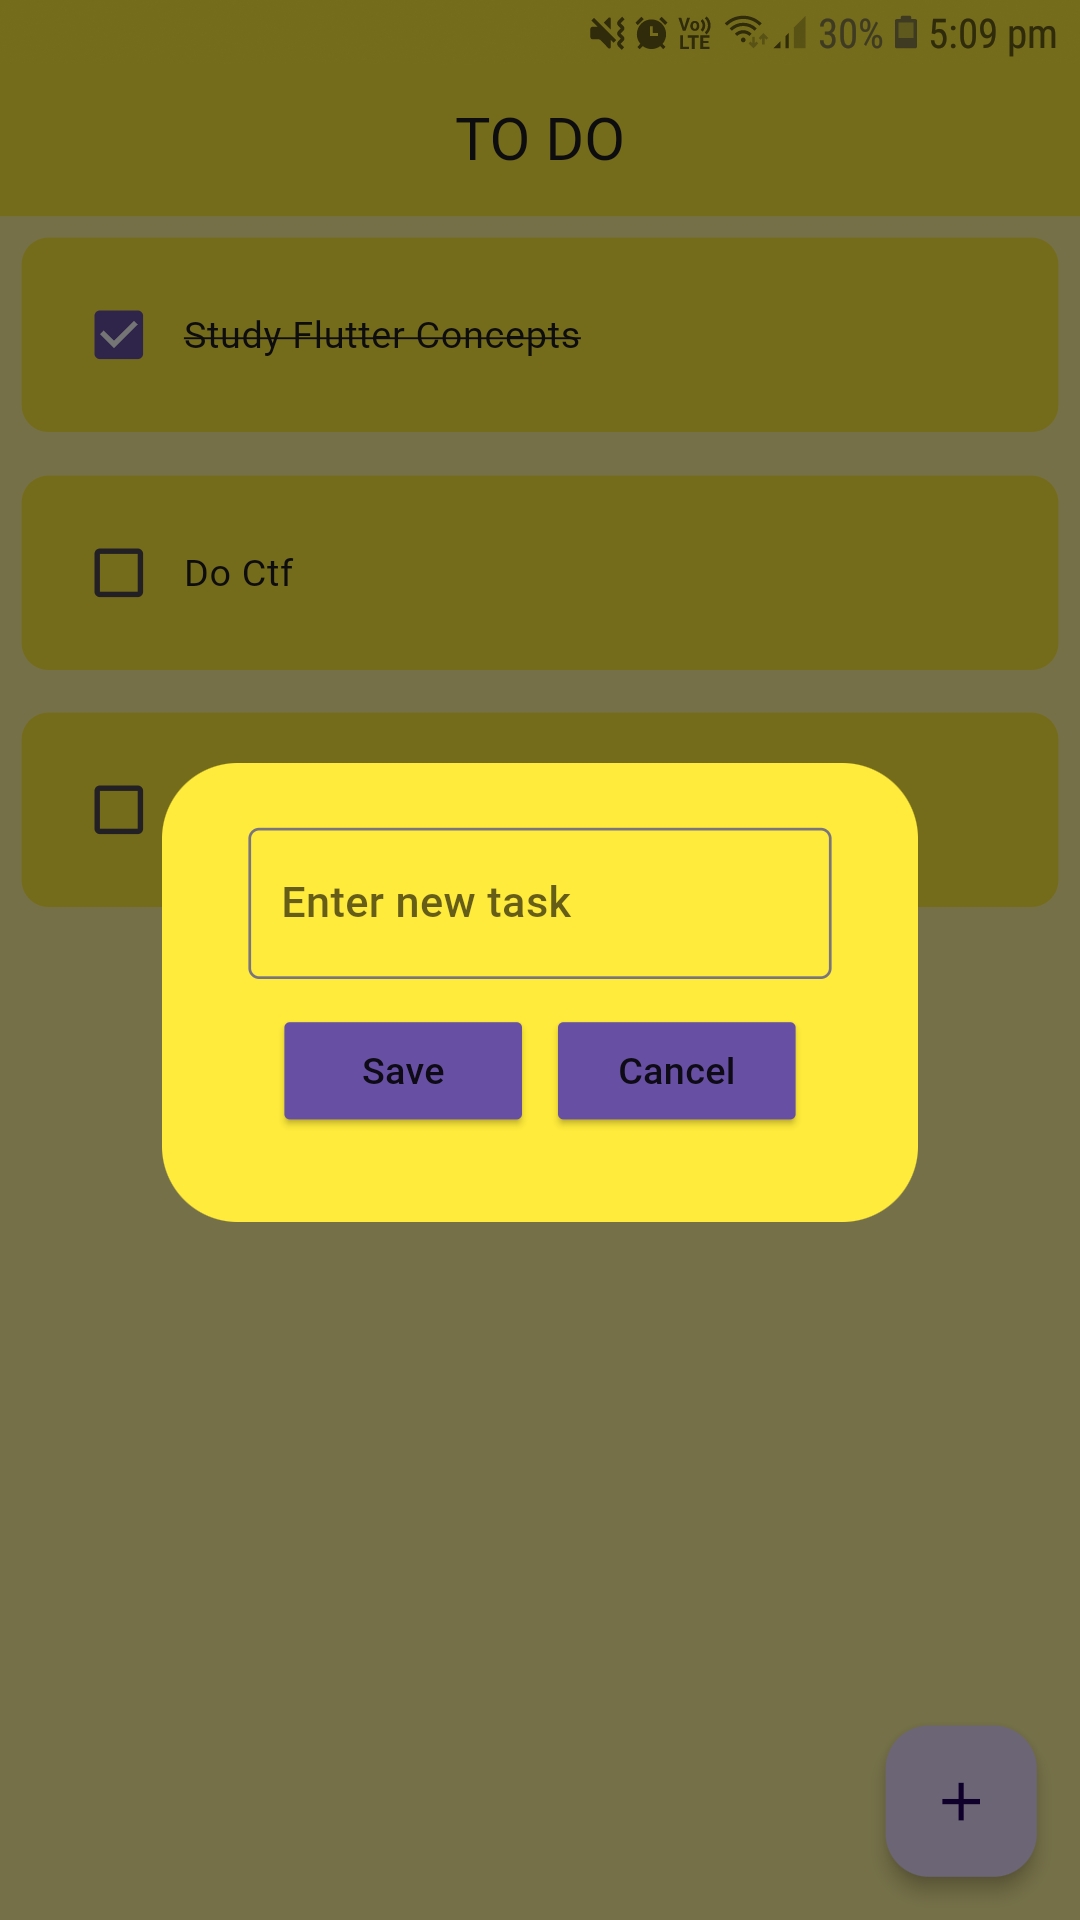 Vo)) LTE 30% 5:09 pm
TO DO
Study Flutter Concepts
Do Ctf
Enter new task
Save Cancel